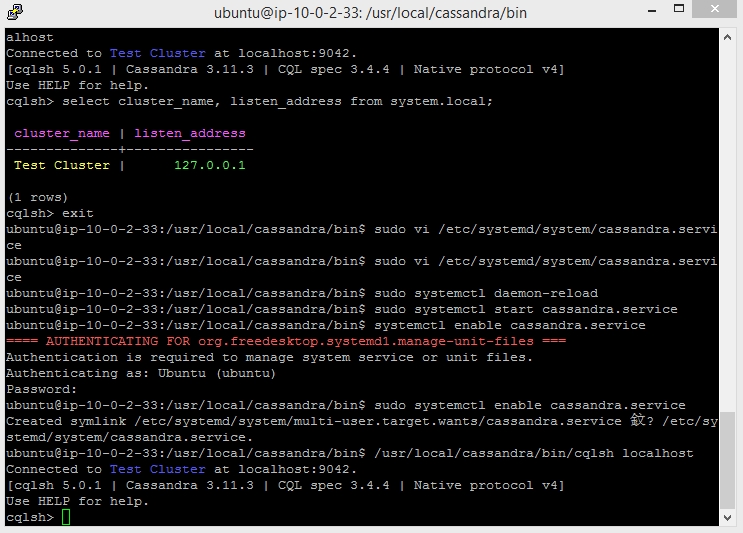 ubuntu@ip-10-0-2-33: /usr/local/cassandra/bin
alhost
Connected to Test Cluster at localhost:9042.
[cqlsh 5.0.1 | Cassandra 3.11.3 | CQL spec 3.4.4 | Native protocol v4]
Use HELP for help.
cqlsh> select cluster_name, listen_address from system.local;
cluster_name | listen_address
--------------+----------------
Test Cluster | 127.0.0.1
(1 rows)
cqlsh> exit
ubuntu@ip-10-0-2-33:/usr/local/cassandra/bin$ sudo vi /etc/systemd/system/cassandra.servi
ce
ubuntu@ip-10-0-2-33:/usr/local/cassandra/bin$ sudo vi /etc/systemd/system/cassandra.servi
ce
ubuntu@ip-10-0-2-33:/usr/local/cassandra/bin$ sudo systemctl daemon-reload
ubuntu@ip-10-0-2-33:/usr/local/cassandra/bin$ sudo systemctl start cassandra.service
ubuntu@ip-10-0-2-33:/usr/local/cassandra/bin$ systemctl enable cassandra.service
==== AUTHENTICATING FOR org.freedesktop.systemd1.manage-unit-files ===
Authentication is required to manage system service or unit files.
Authenticating as: Ubuntu (ubuntu)
Password:
ubuntu@ip-10-0-2-33:/usr/local/cassandra/bin$ sudo systemctl enable cassandra.service
Created symlink /etc/systemd/system/multi-user.target.wants/cassandra.service ? /etc/sy
stemd/system/cassandra.service.
ubuntu@ip-10-0-2-33:/usr/local/cassandra/bin$ /usr/local/cassandra/bin/cqlsh localhost
Connected to Test Cluster at localhost:9042.
[cqlsh 5.0.1 | Cassandra 3.11.3 | CQL spec 3.4.4 | Native protocol v4]
Use HELP for help.
cqlsh>